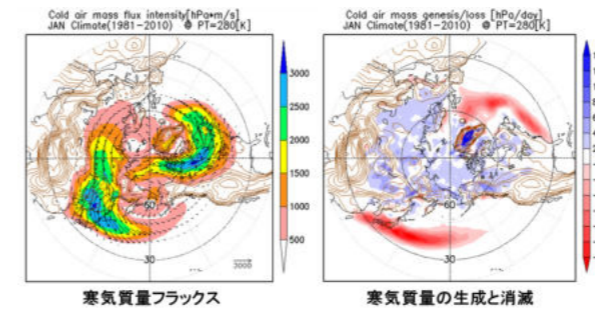 Cold air mass flux intensity[hPa•m/s]
JAN Climate(1981-2010) @ PT=280[K]
3000
2500
2000
1500
1000
500
60
30
3000
寒気質量フラックス
Cold air mass genesis/loss [hPa/day]
JAN Climate(1981-2010) @ PT=280[K]
60
30
寒気質量の生成と消滅